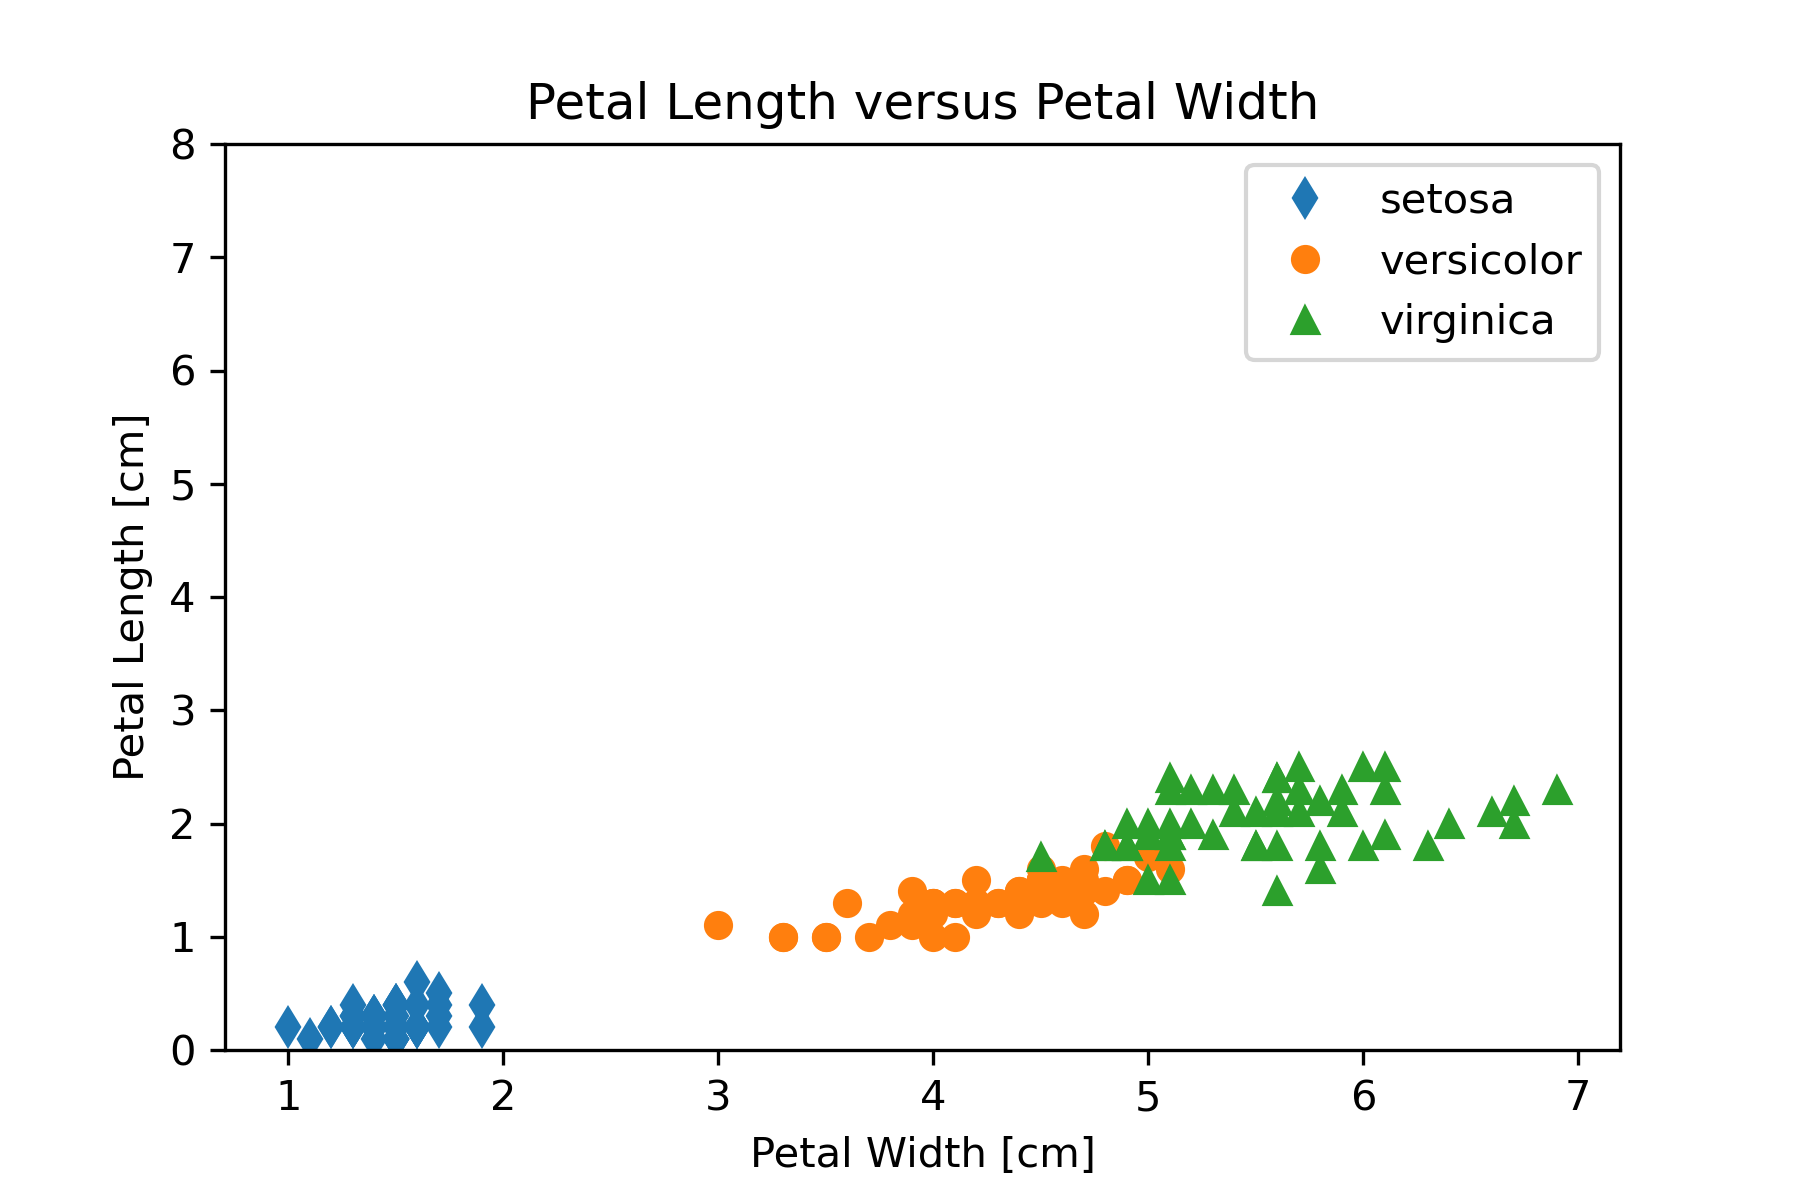 Petal Length versus Petal Width
8
7
6
5
4
3
2
1
0
Petal Length [cm]
setosa
versicolor
virginica
1 2 3 4 5 6 7
Petal Width [cm]